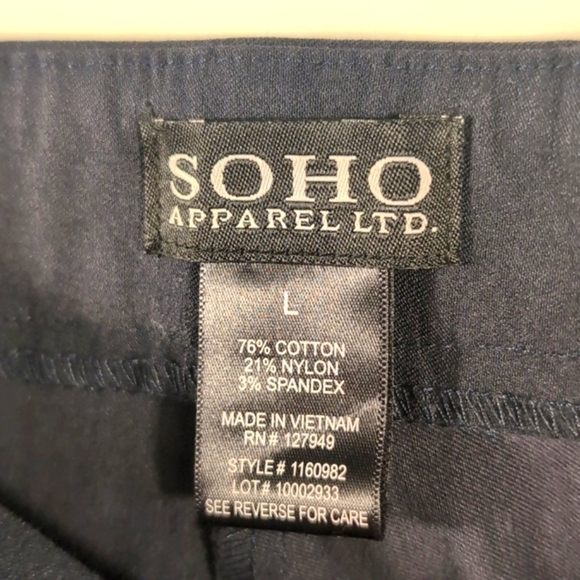 SOHO
APPAREL LTD.
L
76% COTTON
21% NYLON
3% SPANDEX
MADE IN VIETNAM
RN# 127949
STYLE# 1160982
LOT# 10002933
SEE REVERSE FOR CARE